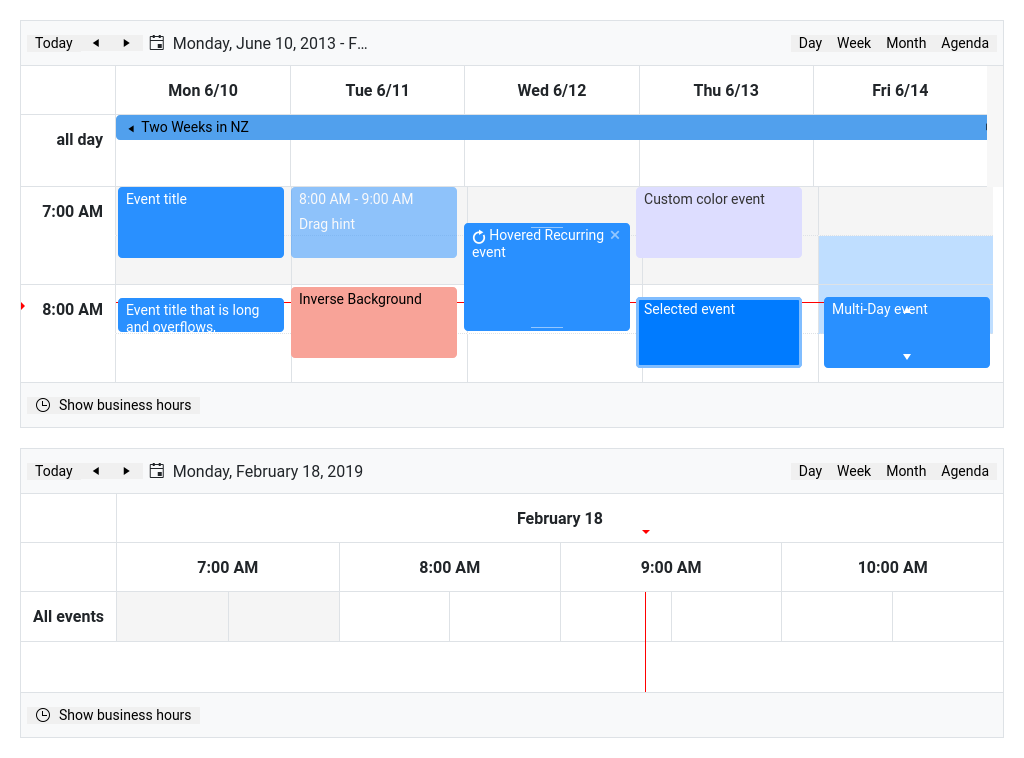 Today
Monday, June 10, 2013 - F…
Day Week Month Agenda
Mon 6/10 Tue 6/11 Wed 6/12 Thu 6/13 Fri 6/14
all day
Two Weeks in NZ
7:00 AM
Event title
8:00 AM - 9:00 AM
Drag hint
Hovered Recurring
event
Custom color event
8:00 AM
Event title that is long
and overflows.
Inverse Background
Selected event
Multi-Day event
Show business hours
Today
Monday, February 18, 2019
Day Week Month Agenda
February 18
7:00 AM 8:00 AM 9:00 AM 10:00 AM
All events
Show business hours